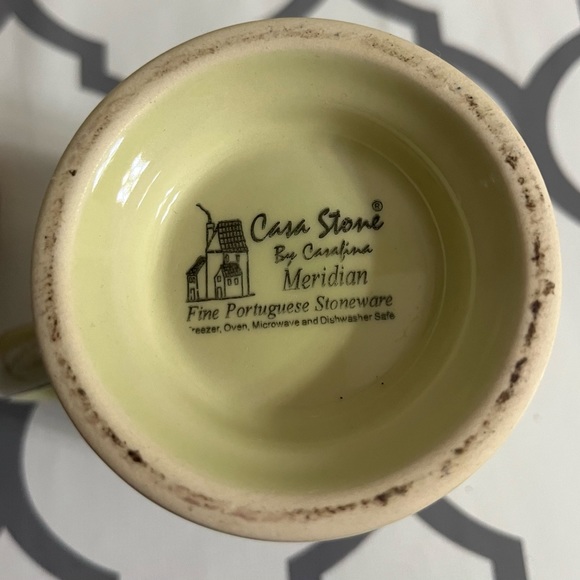 Casa Stone®
By Casafina
Meridian
Fine Portuguese Stoneware
Freezer, Oven, Microwave and Dishwasher Safe